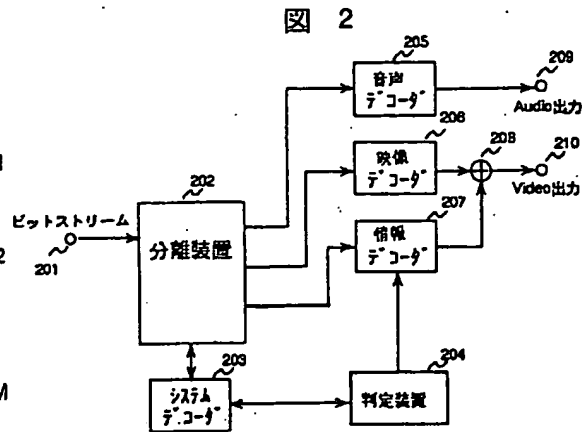 図 2
205
音声
デコーダ
209
Audio出力
206
映像
デコーダ
208
210
Video出力
202
分離装置
ビットストリーム
201
207
情報
デコーダ
203
システム
デコーダ
204
判定装置
2
M